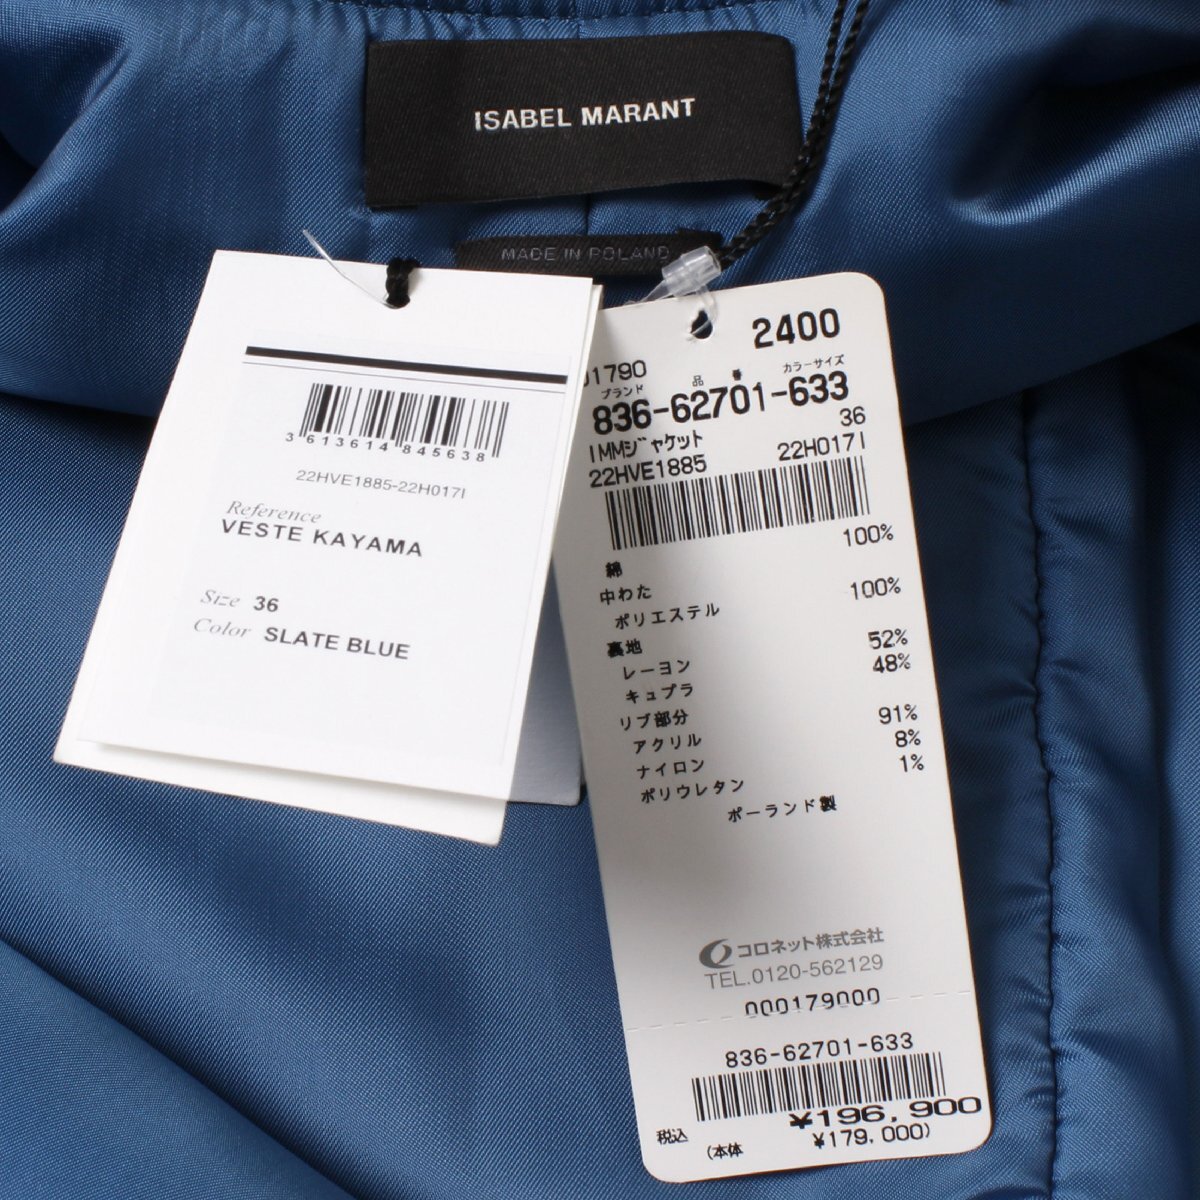 ISABEL MARANT
MADE IN POLAND
3 613614 845638
22HVE1885-22H017I
Reference
VESTE KAYAMA
Size 36
Color SLATE BLUE
2400
01790
ブランド 品番 カラーサイズ
836-62701-633
36
IMMジャケット
22HVE1885 22H017I
100%
綿
中わた
100%
ポリエステル
裏地
52%
レーヨン
48%
キュプラ
リブ部分
91%
アクリル
8%
ナイロン
1%
ポリウレタン
ポーランド製
コロネット株式会社
TEL.0120-562129
000179000
836-62701-633
¥196,900
税込
(本体 ¥179,000)